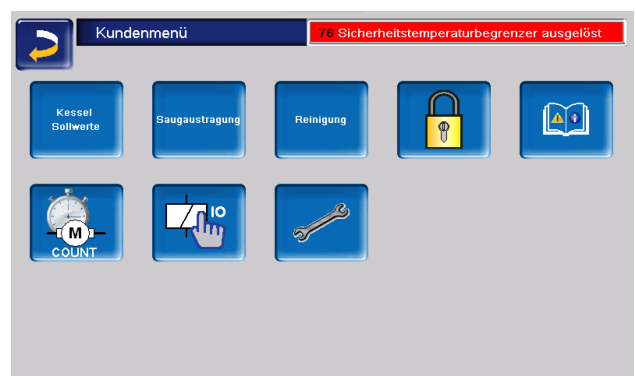 Kundenmenü
76 Sicherheitstemperaturbegrenzer ausgelöst
Kessel
Sollwerte
Saugaustragung
Reinigung
M
COUNT
IO